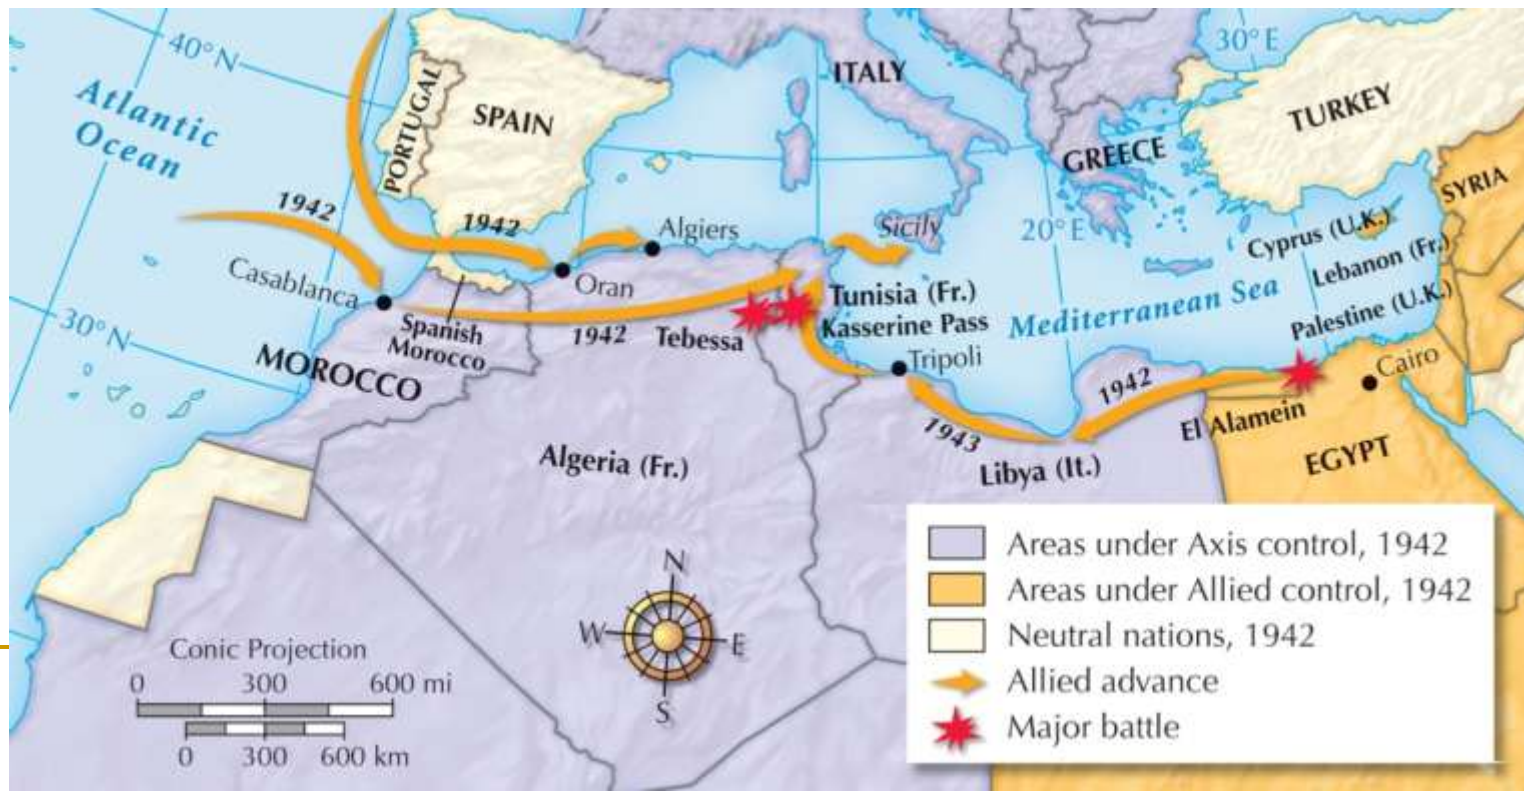 40°N
30° E
Atlantic
Ocean
PORTUGAL
SPAIN
ITALY
GREECE
TURKEY
SYRIA
1942
1942
Algiers
Sicily
20° E
Cyprus (U.K.)
Lebanon (Fr.)
Casablanca
Oran
Tunisia (Fr.)
Kasserine Pass
Mediterranean Sea
Palestine (U.K.)
30° N
Spanish
Morocco
1942
Tebessa
Tripoli
Cairo
MOROCCO
1942
1943
El Alamein
Algeria (Fr.)
Libya (It.)
EGYPT
Areas under Axis control, 1942
Areas under Allied control, 1942
Neutral nations, 1942
Allied advance
Major battle
N
W
E
S
Conic Projection
0 300 600 mi
0 300 600 km